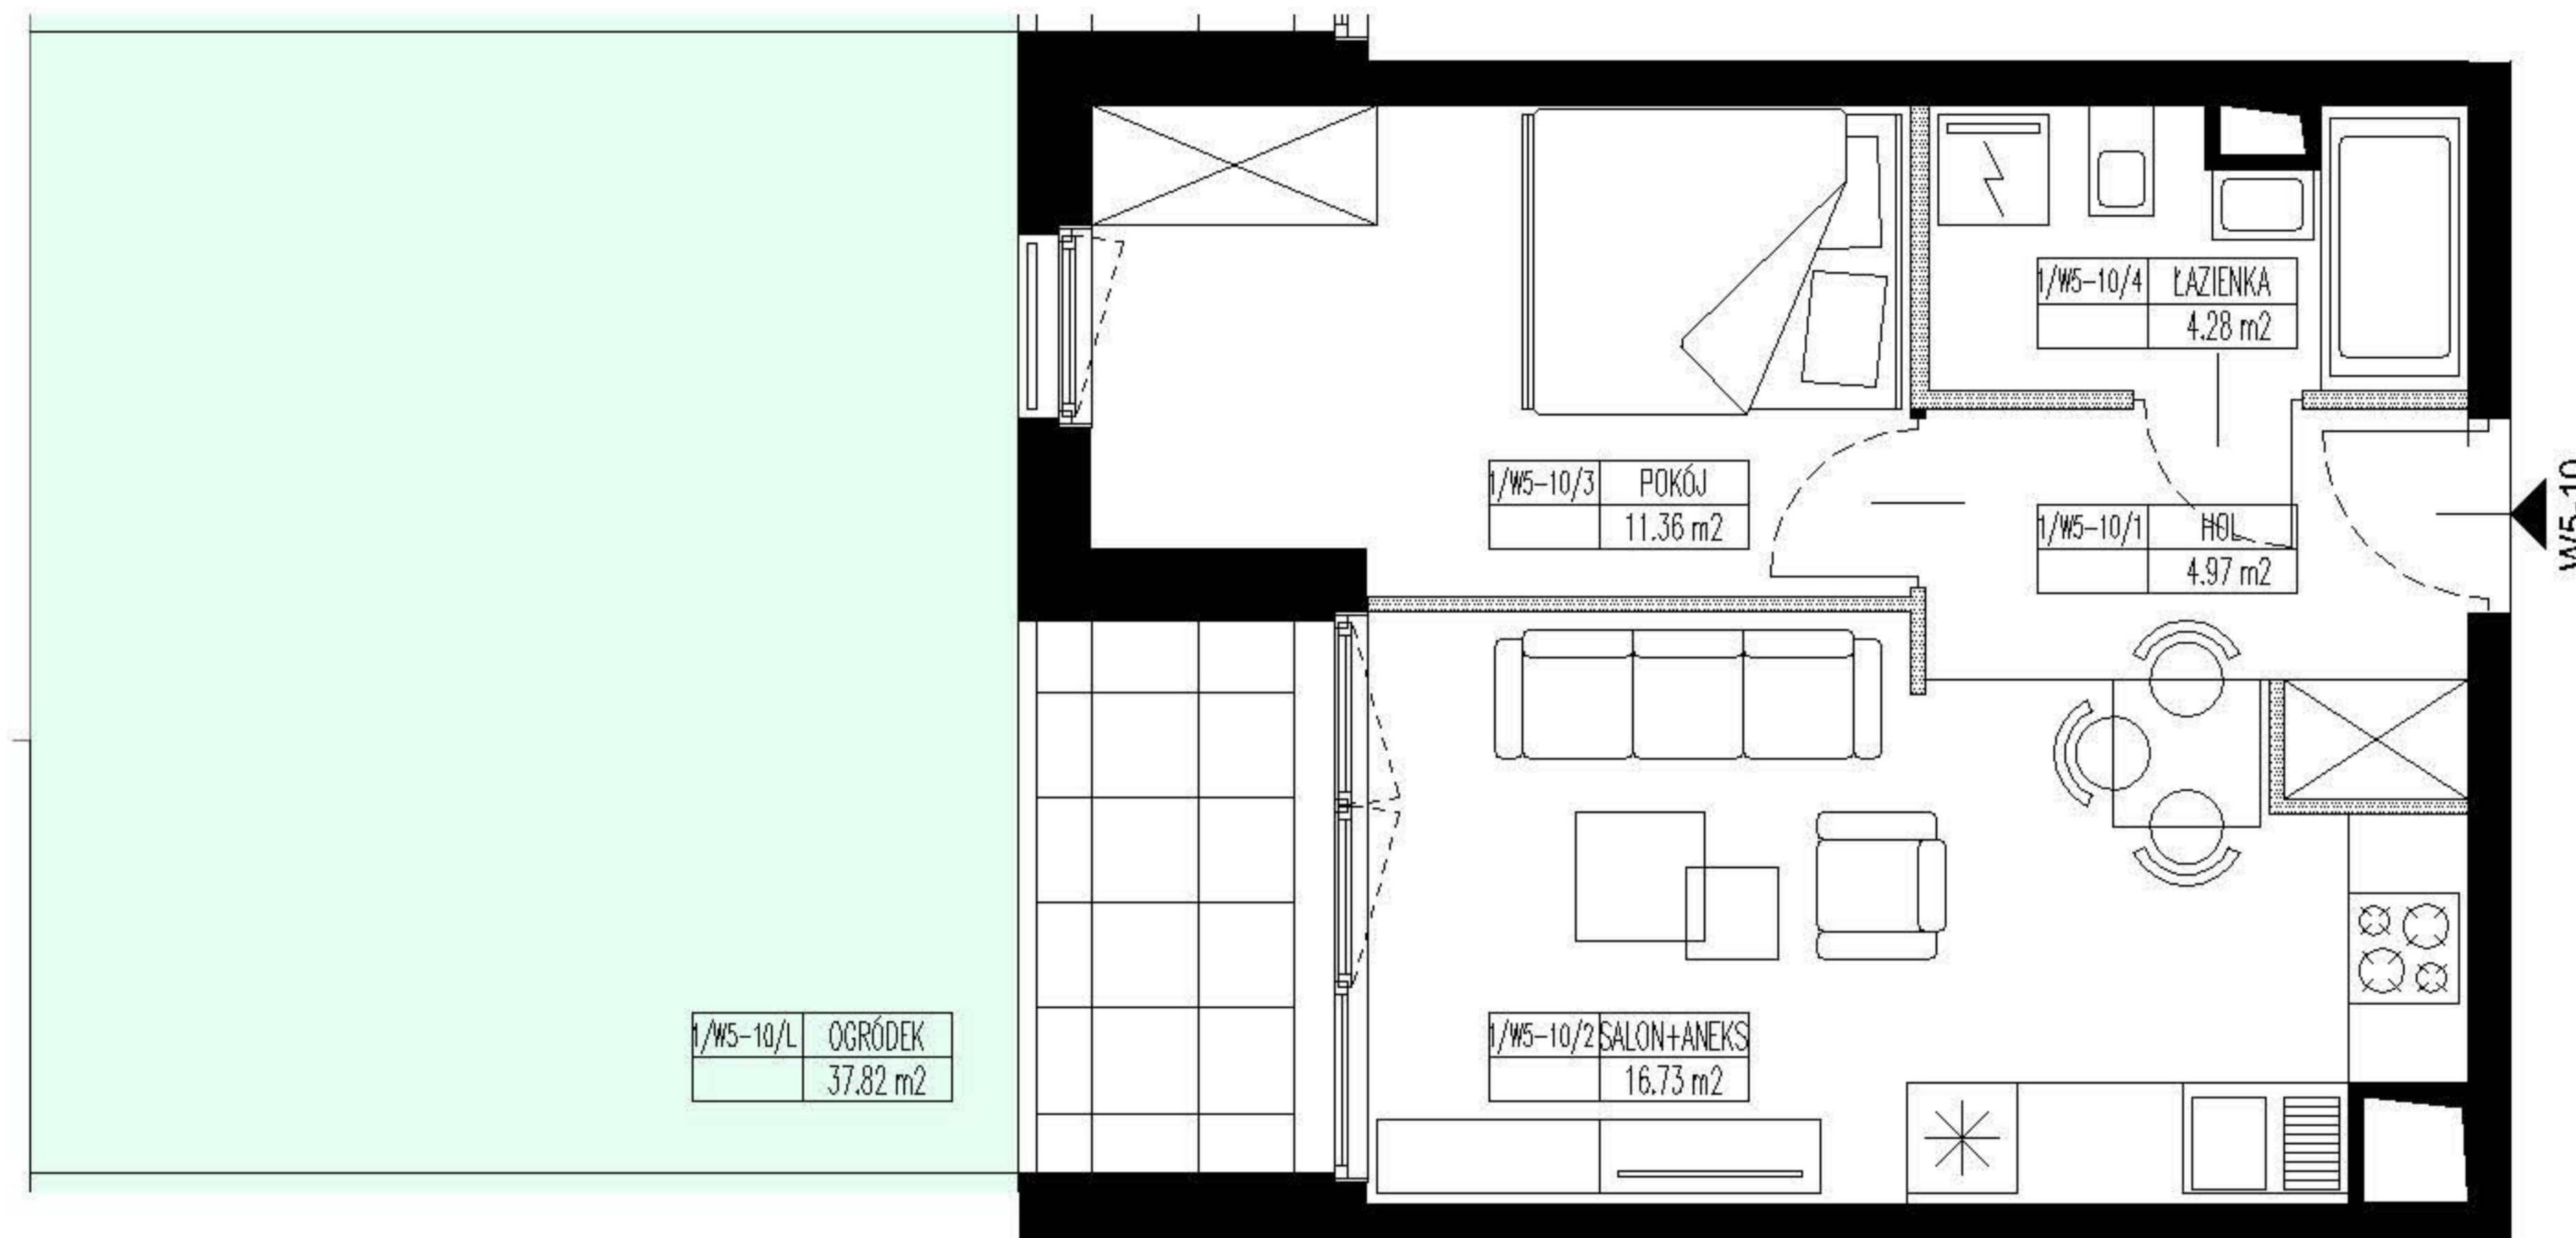 1/W5-10/4 ŁAZIENKA
4.28 m2
1/W5-10/3 POKÓJ
11.36 m2
1/W5-10/1 HOL
4.97 m2
W5-10
1/W5-10/L OGRÓDEK
37.82 m2
1/W5-10/2 SALON+ANEKS
16.73 m2